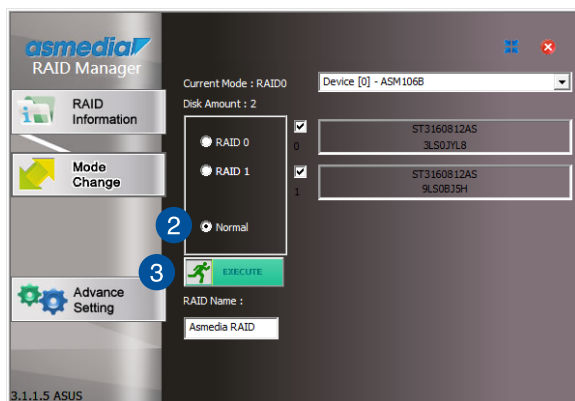 asmedia
RAID Manager
Current Mode : RAID0
Device [0] - ASM106B
Disk Amount : 2
RAID
Information
RAID 0
0
ST3160812AS
3LS0JYL8
Mode
Change
RAID 1
1
ST3160812AS
9LS0BJ5H
2
Normal
3
EXECUTE
Advance
Setting
RAID Name :
Asmedia RAID
3.1.1.5 ASUS